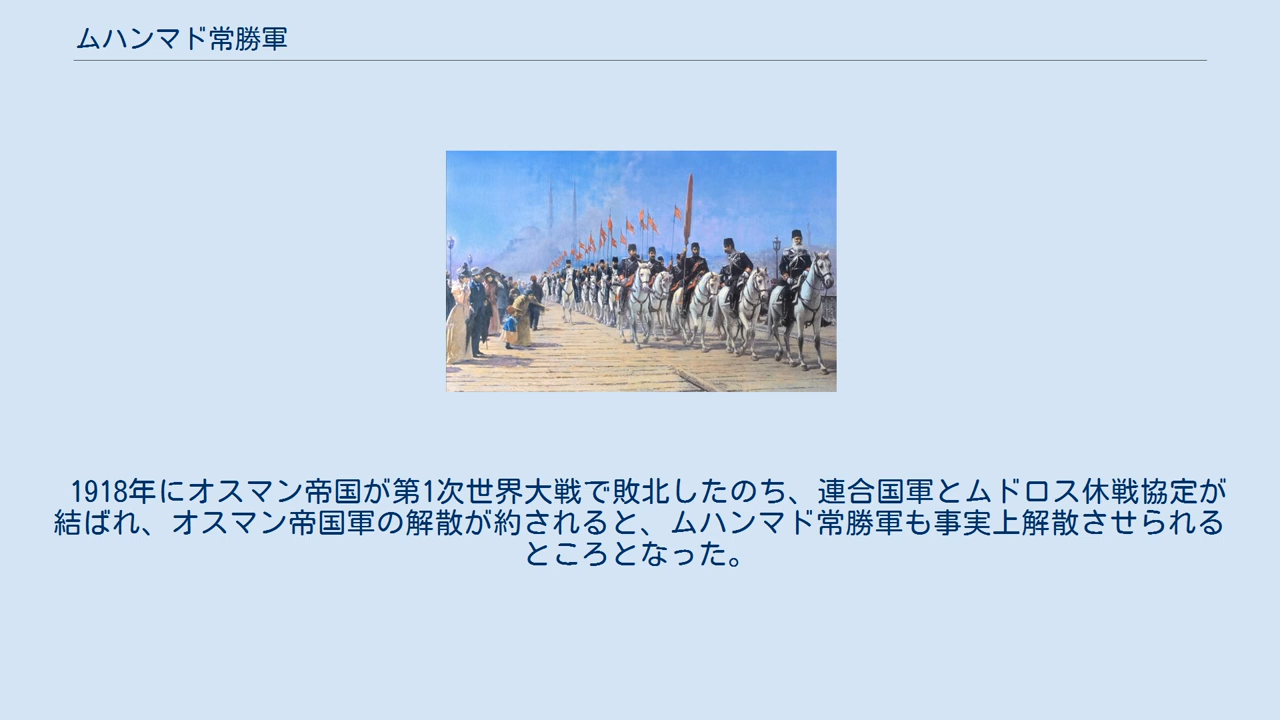 ムハンマド常勝軍
1918年にオスマン帝国が第1次世界大戦で敗北したのち、連合国軍とムドロス休戦協定が
結ばれ、オスマン帝国軍の解散が約されると、ムハンマド常勝軍も事実上解散させられる
ところとなった。